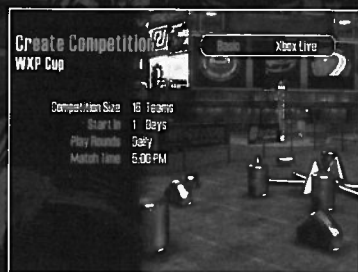 Create Competition
WXP Cup
Basic Xbox Live
Competition Size 16 Teams
Start In 1 Days
Play Rounds Daily
Match Time 5:00 PM